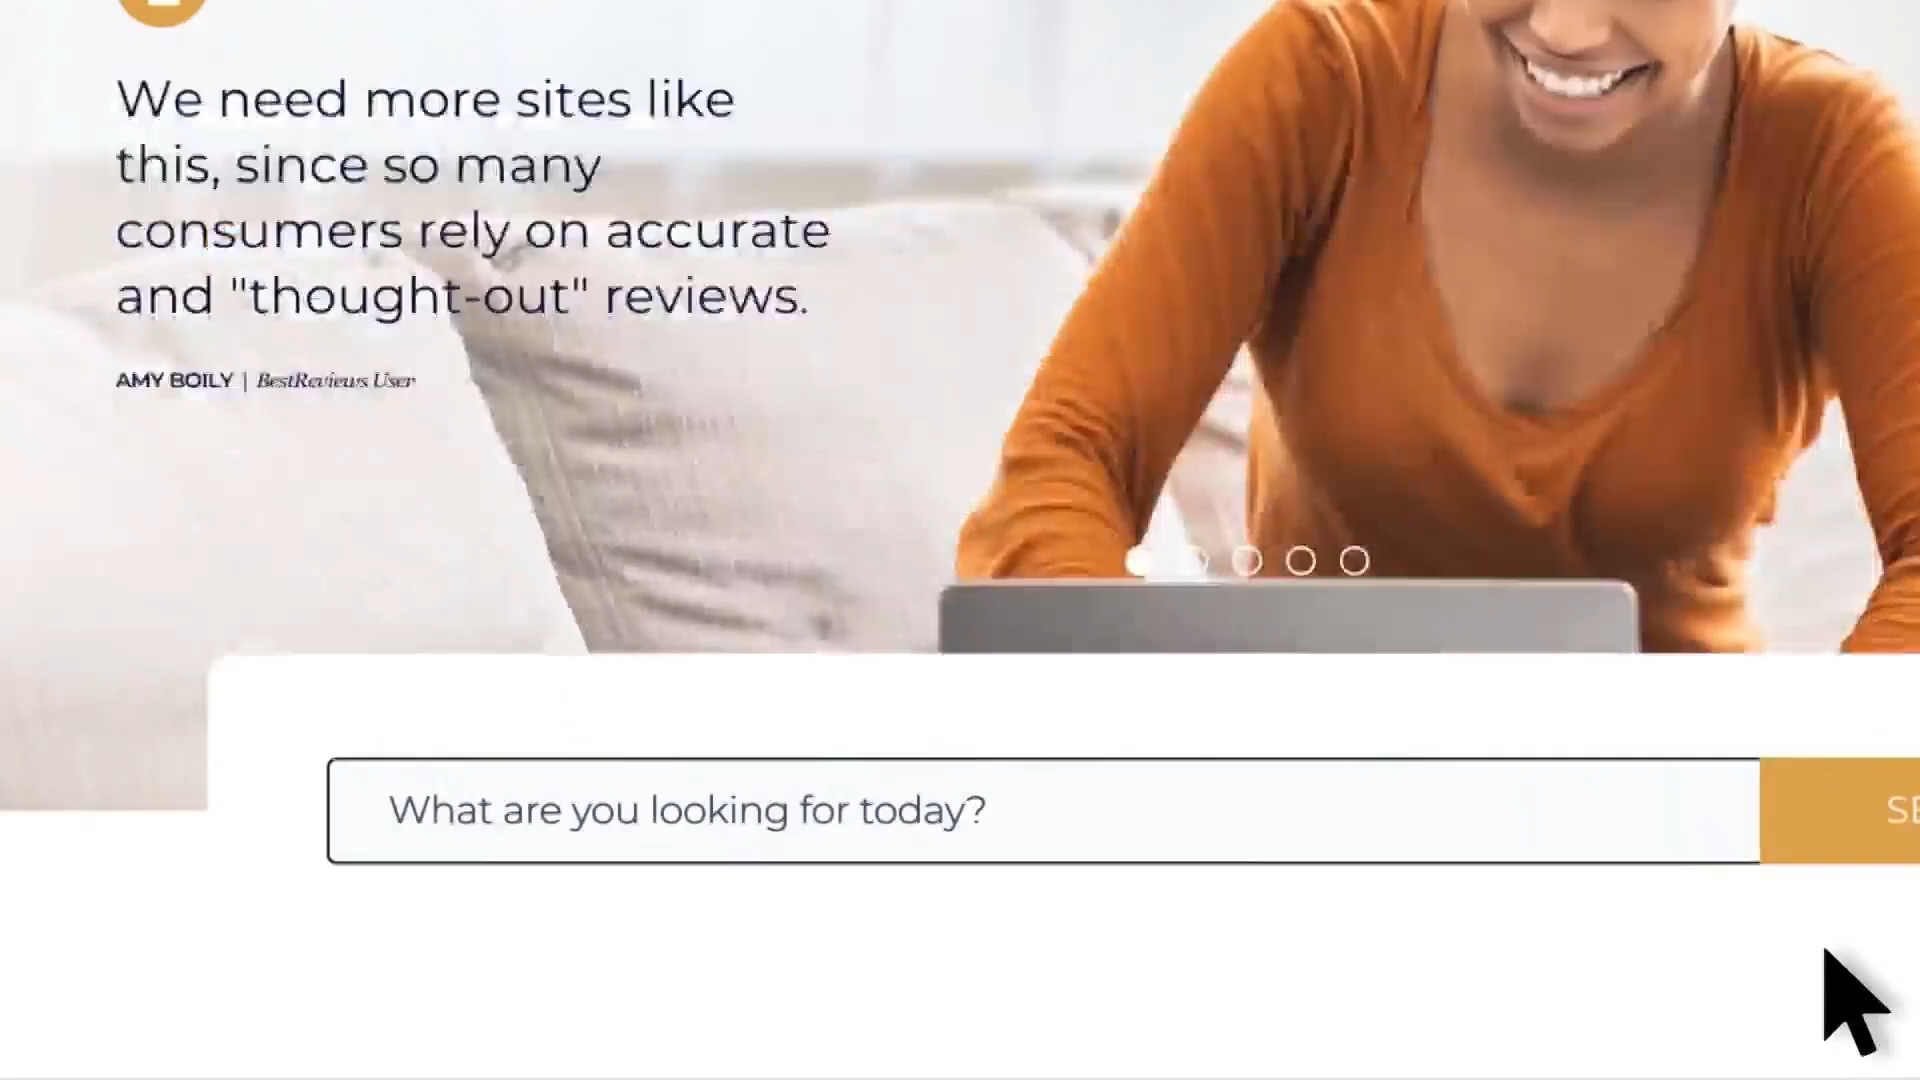 We need more sites like
this, since so many
consumers rely on accurate
and "thought-out" reviews.
AMY BOILY | BestReviews User
What are you looking for today?
SE